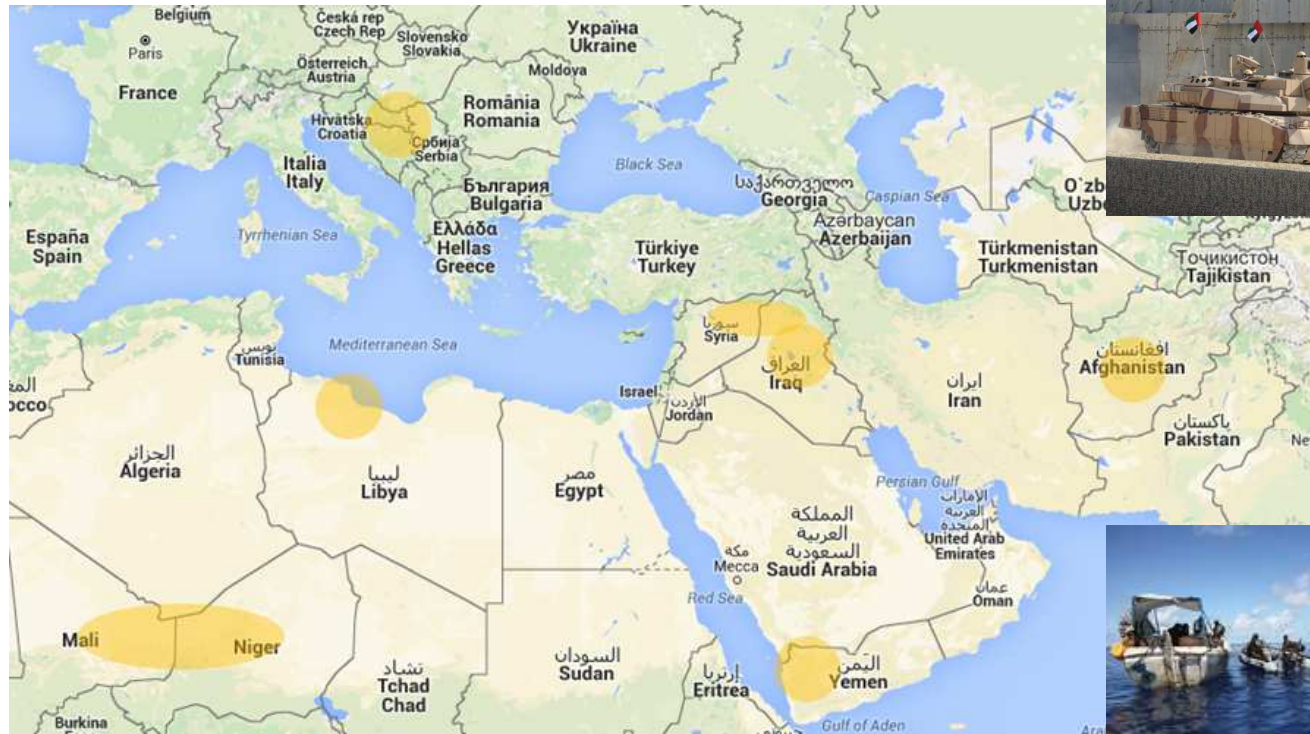 Belgium
Česká rep
Czech Rep
Slovensko
Slovakia
Україна
Ukraine
Paris
Österreich
Austria
Moldova
France
România
Romania
Hrvatska
Croatia
Србија
Serbia
Italia
Italy
Black Sea
България
Bulgaria
საქართველო
Georgia
Caspian Sea
O'zb
Uzbe
Azərbaycan
Azerbaijan
España
Spain
Tyrrhenian Sea
Ελλάδα
Hellas
Greece
Türkiye
Turkey
Türkmenistan
Turkmenistan
Тоҷикистон
Tajikistan
تونس
Tunisia
Mediterranean Sea
سوريا
Syria
العراق
Iraq
افغانستان
Afghanistan
المغ
occo
Israel
الأردن
Jordan
ایران
Iran
پاکستان
Pakistan
Ne
الجزائر
Algeria
ليبيا
Libya
مصر
Egypt
Persian Gulf
الإمارات
العربية
المتحدة
United Arab
Emirates
المملكة
العربية
السعودية
Saudi Arabia
مكة
Mecca
عمان
Oman
Red Sea
Mali
Niger
تشاد
Tchad
Chad
السودان
Sudan
إرتريا
Eritrea
اليمن
Yemen
Burkina
Gulf of Aden
Ara